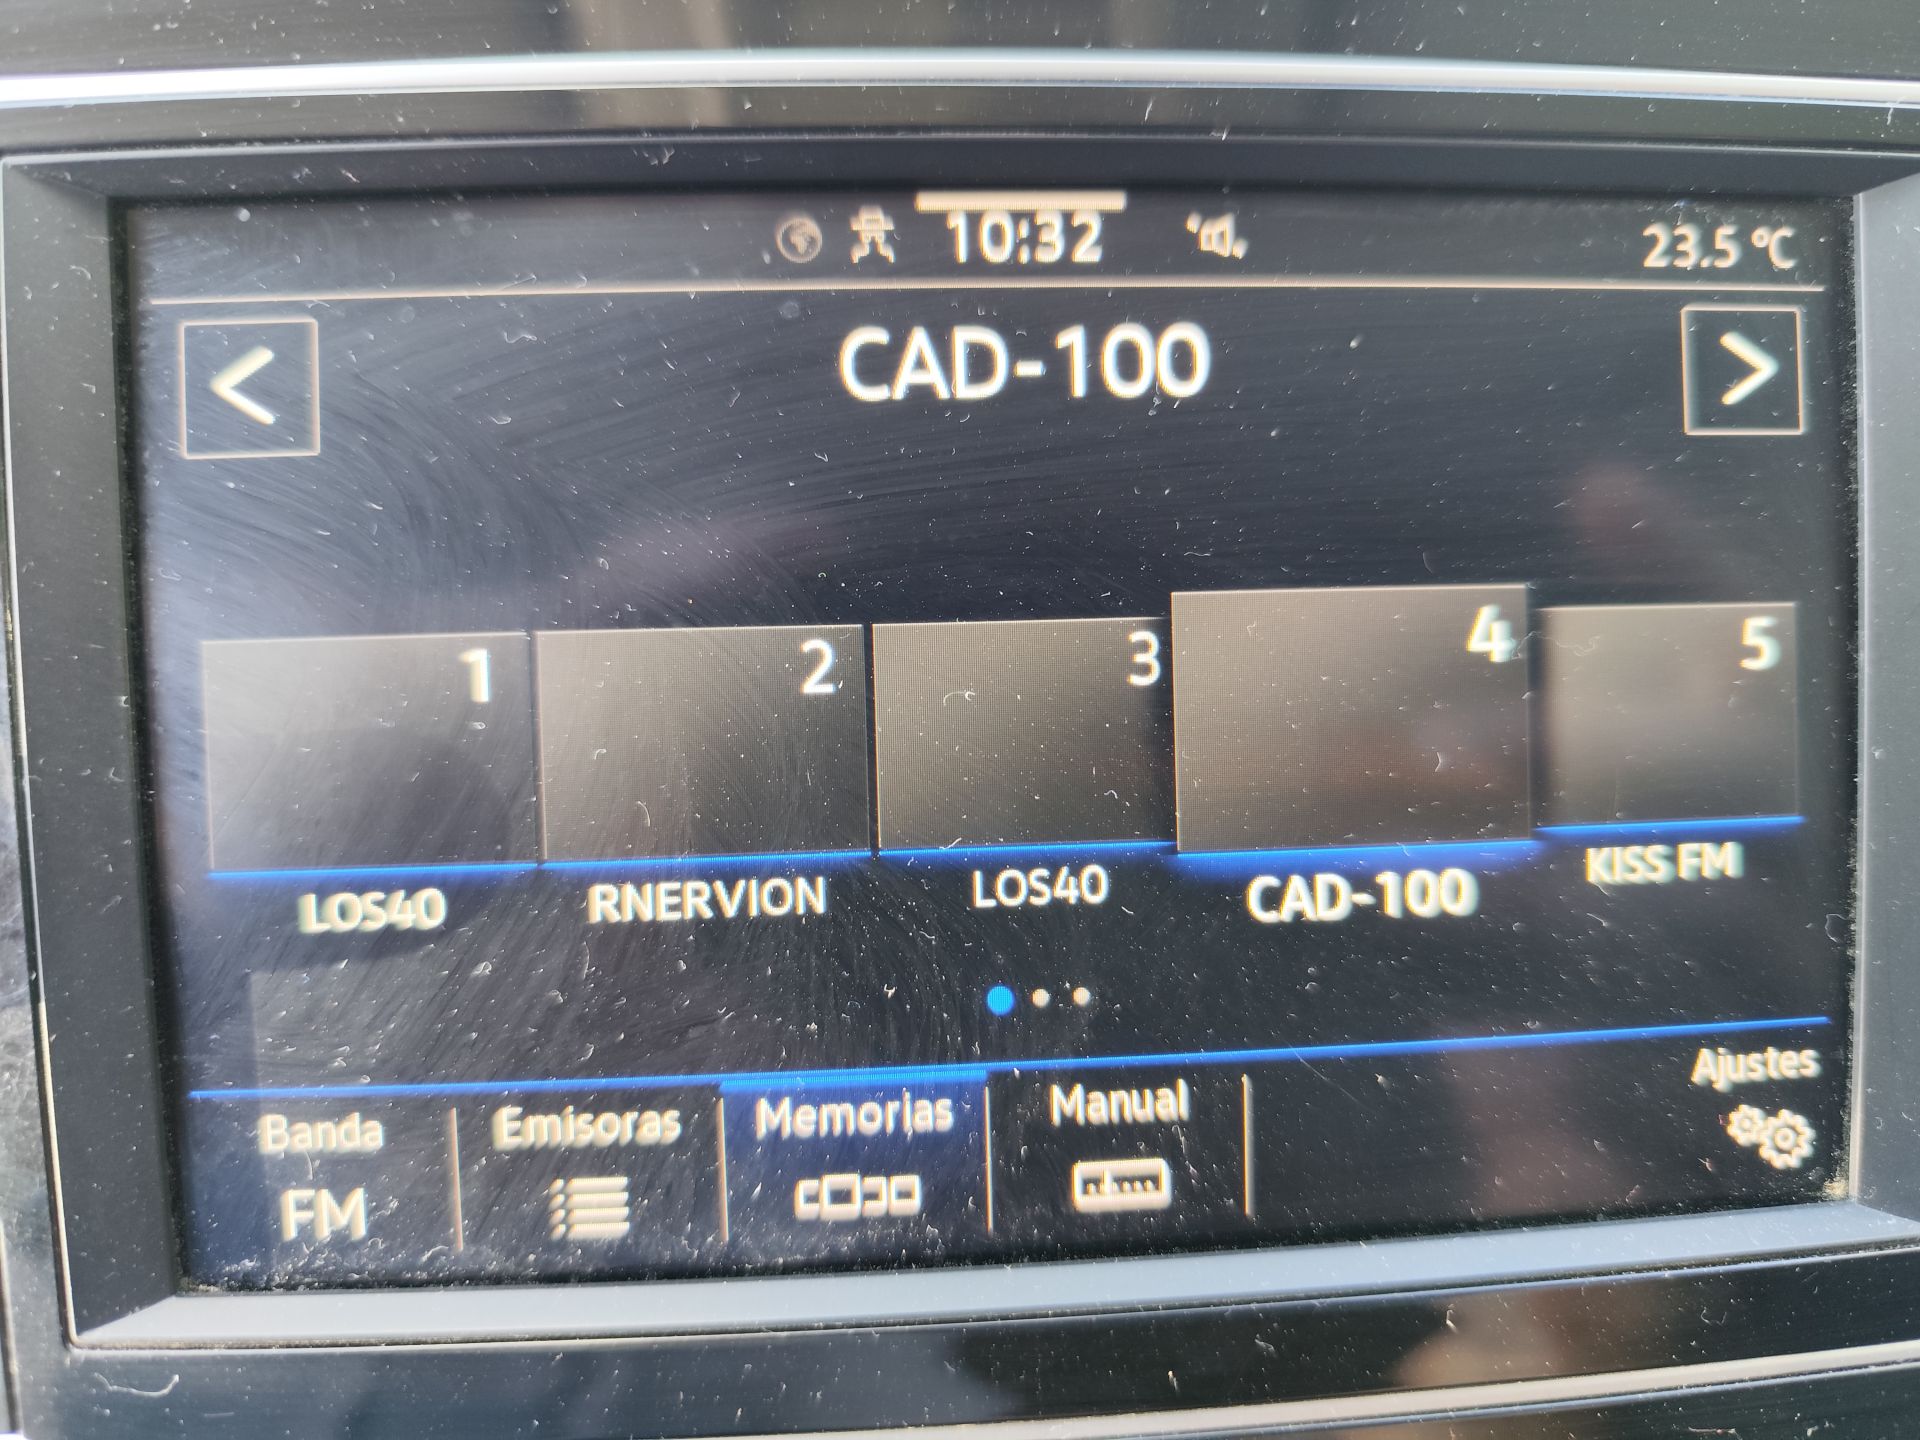 10:32
23.5 °C
<
CAD-100
>
1
2
3
4
5
LOS40
RNERVION
LOS40
CAD-100
KISS FM
Banda
FM
Emisoras
Memorias
Manual
Ajustes